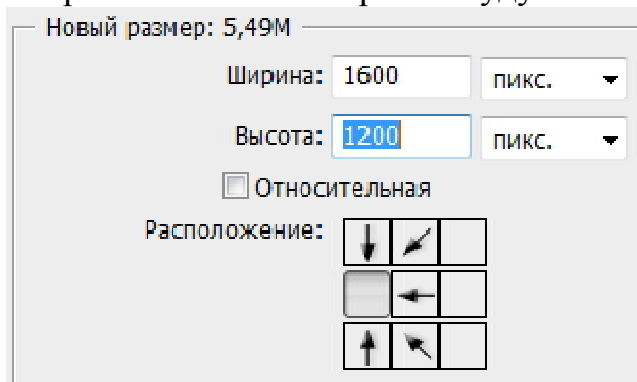 Новый размер: 5,49M
Ширина: 1600 пикс.
Высота: 1200 пикс.
Относительная
Расположение: